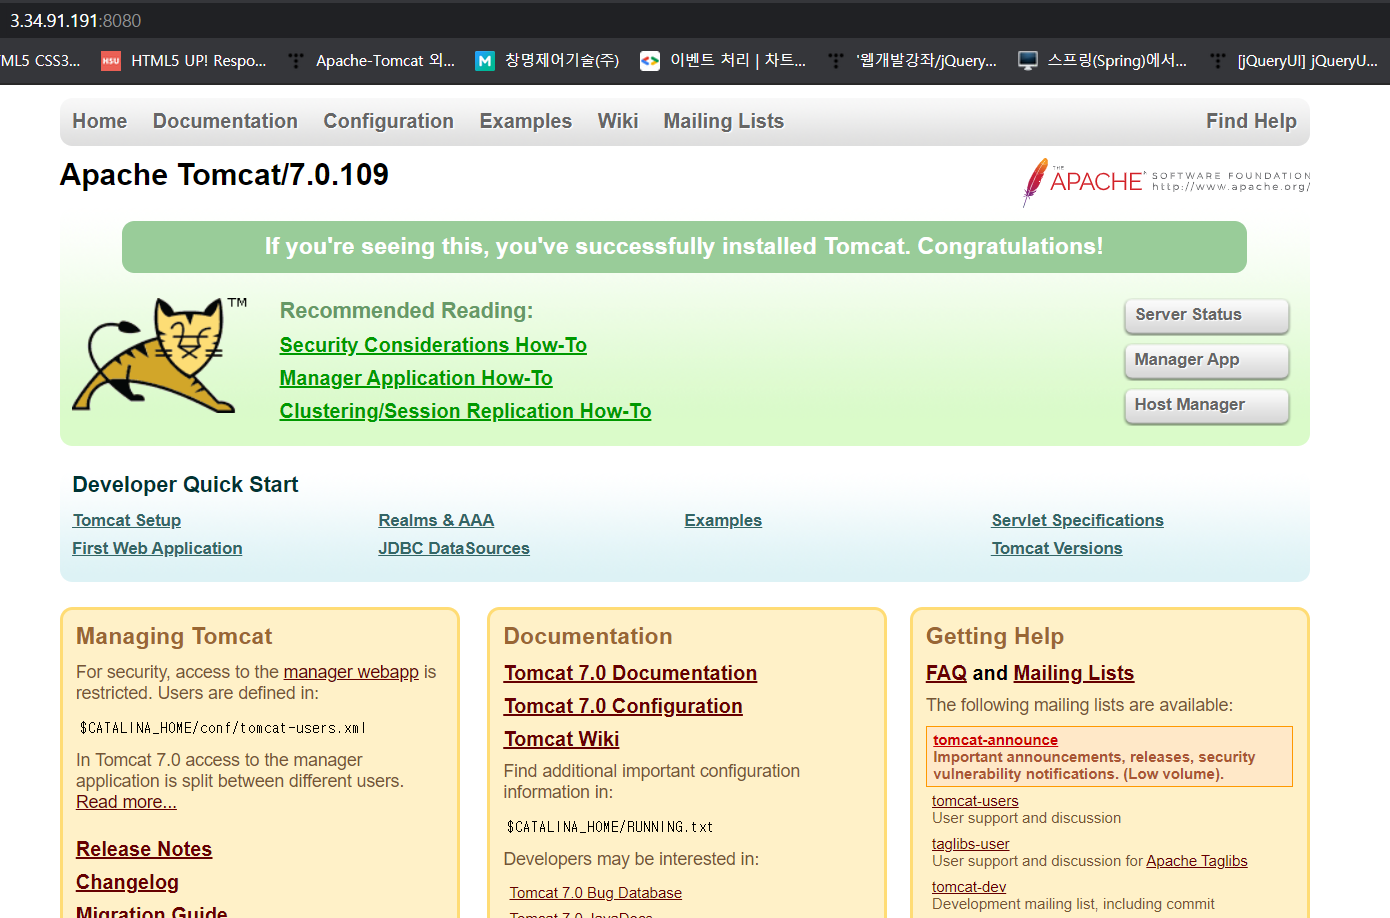 3.34.91.191:8080
ML5 CSS3...
HSU HTML5 UP! Respo...
Apache-Tomcat 외...
M 창명제어기술(주)
이벤트 처리 | 차트...
'웹개발강좌/jQuery...
스프링(Spring)에서...
[jQueryUI] jQueryU...
Home Documentation Configuration Examples Wiki Mailing Lists Find Help
Apache Tomcat/7.0.109
THE APACHE SOFTWARE FOUNDATION
http://www.apache.org/
If you're seeing this, you've successfully installed Tomcat. Congratulations!
TM
Recommended Reading:
Security Considerations How-To
Manager Application How-To
Clustering/Session Replication How-To
Server Status
Manager App
Host Manager
Developer Quick Start
Tomcat Setup
First Web Application
Realms & AAA
JDBC DataSources
Examples
Servlet Specifications
Tomcat Versions
Managing Tomcat
For security, access to the manager webapp is
restricted. Users are defined in:
$CATALINA_HOME/conf/tomcat-users.xml
In Tomcat 7.0 access to the manager
application is split between different users.
Read more...
Release Notes
Changelog
Migration Guide
Documentation
Tomcat 7.0 Documentation
Tomcat 7.0 Configuration
Tomcat Wiki
Find additional important configuration
information in:
$CATALINA_HOME/RUNNING.txt
Developers may be interested in:
Tomcat 7.0 Bug Database
Tomcat 7.0 JavaDocs
Getting Help
FAQ and Mailing Lists
The following mailing lists are available:
tomcat-announce
Important announcements, releases, security
vulnerability notifications. (Low volume).
tomcat-users
User support and discussion
taglibs-user
User support and discussion for Apache Taglibs
tomcat-dev
Development mailing list, including commit